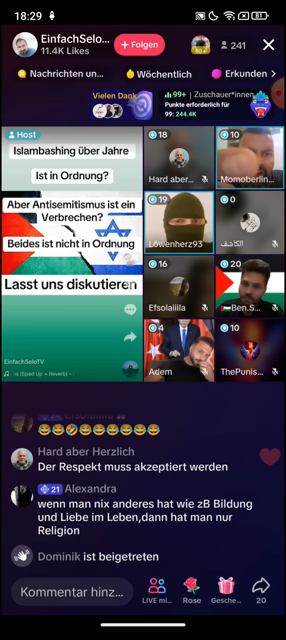 18:29
81
EinfachSelo...
11.4K Likes
+ Folgen
241
Nachrichten un...
Wöchentlich
Erkunden
Vielen Dank
99+ | Zuschauer*innen
Punkte erforderlich für
99: 244.4K
Host
Islambashing über Jahre
Ist in Ordnung?
Aber Antisemitismus ist ein
Verbrechen?
Beides ist nicht in Ordnung
Lasst uns diskutieren
EinfachSeloTV
18
Hard aber...
10
Momoberlin...
19
Löwenherz93
0
الكاشف
16
Efsolaiiila
20
Ben.S...
4
Adem
10
ThePunis...
Hard aber Herzlich
Der Respekt muss akzeptiert werden
21 Alexandra
wenn man nix anderes hat wie zB Bildung
und Liebe im Leben,dann hat man nur
Religion
Dominik ist beigetreten
Kommentar hinz...
LIVE mi...
Rose
Gesche...
20